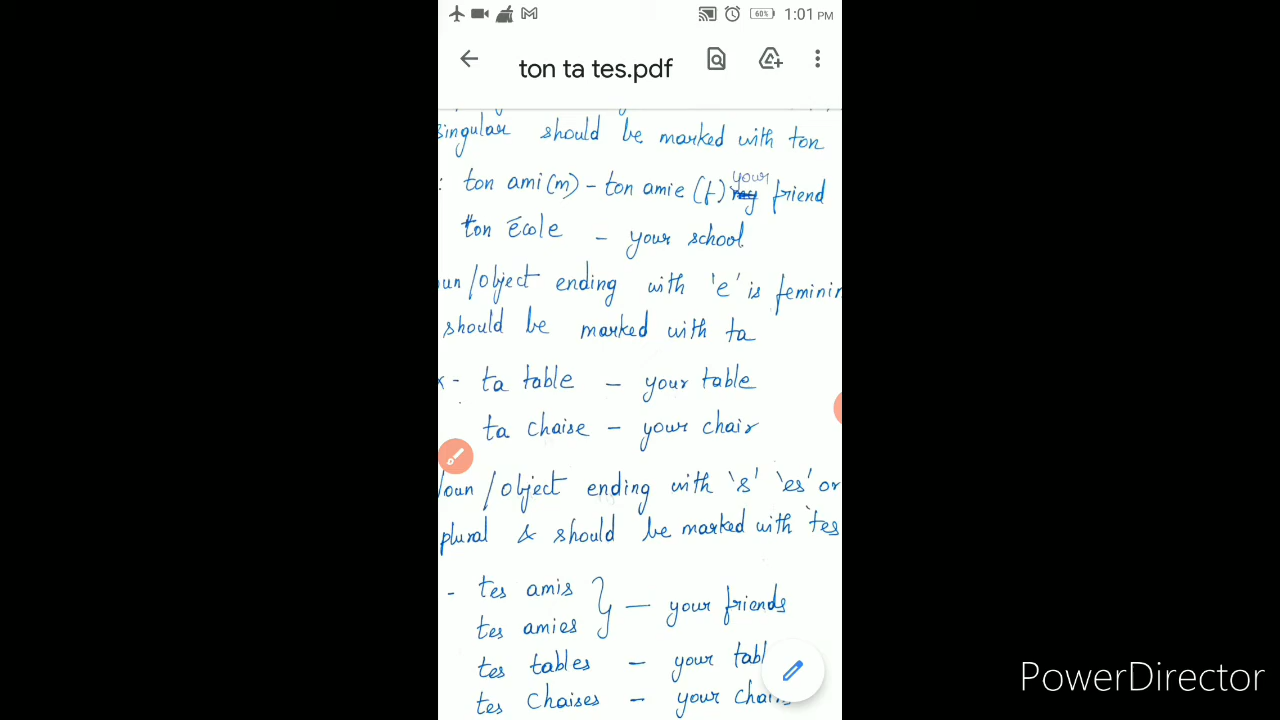 60% 1:01 PM
ton ta tes.pdf
singular should be marked with ton
: ton ami (m) - ton amie (f) your friend
ton école - your school
oun/object ending with 'e' is feminin
should be marked with ta
x - ta table - your table
ta chaise - your chair
Noun/object ending with 's' 'es' or
plural & should be marked with 'tes
- tes amis } - your friends
tes amies
tes tables - your tabl
tes Chaises - your chairs
PowerDirector